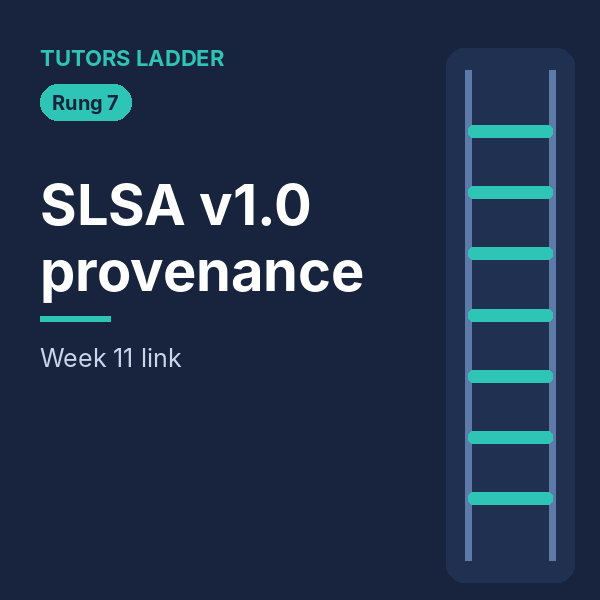 TUTORS LADDER
Rung 7
SLSA v1.0
provenance
Week 11 link